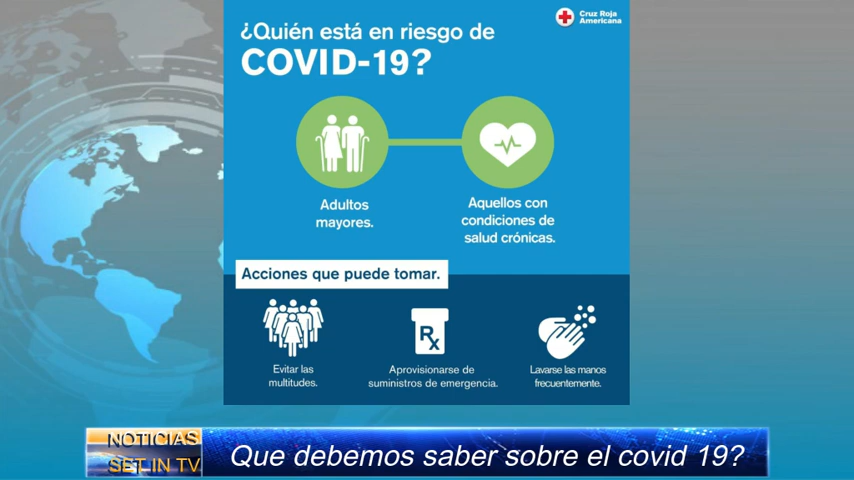 ¿Quién está en riesgo de
COVID-19?
Cruz Roja
Americana
Adultos
mayores.
Aquellos con
condiciones de
salud crónicas.
Acciones que puede tomar.
Rx
Evitar las
multitudes.
Aprovisionarse de
suministros de emergencia.
Lavarse las manos
frecuentemente.
NOTICIAS
SET IN TV
Que debemos saber sobre el covid 19?